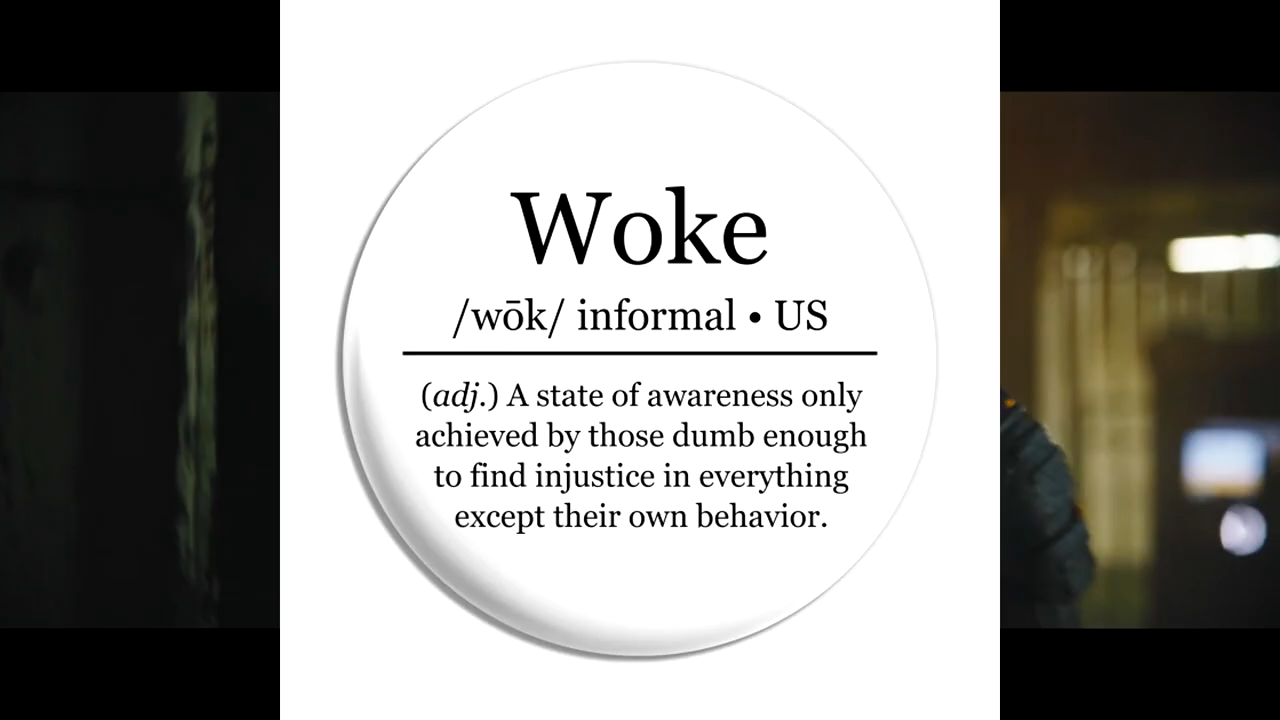 Woke
/wōk/ informal • US
(adj.) A state of awareness only
achieved by those dumb enough
to find injustice in everything
except their own behavior.